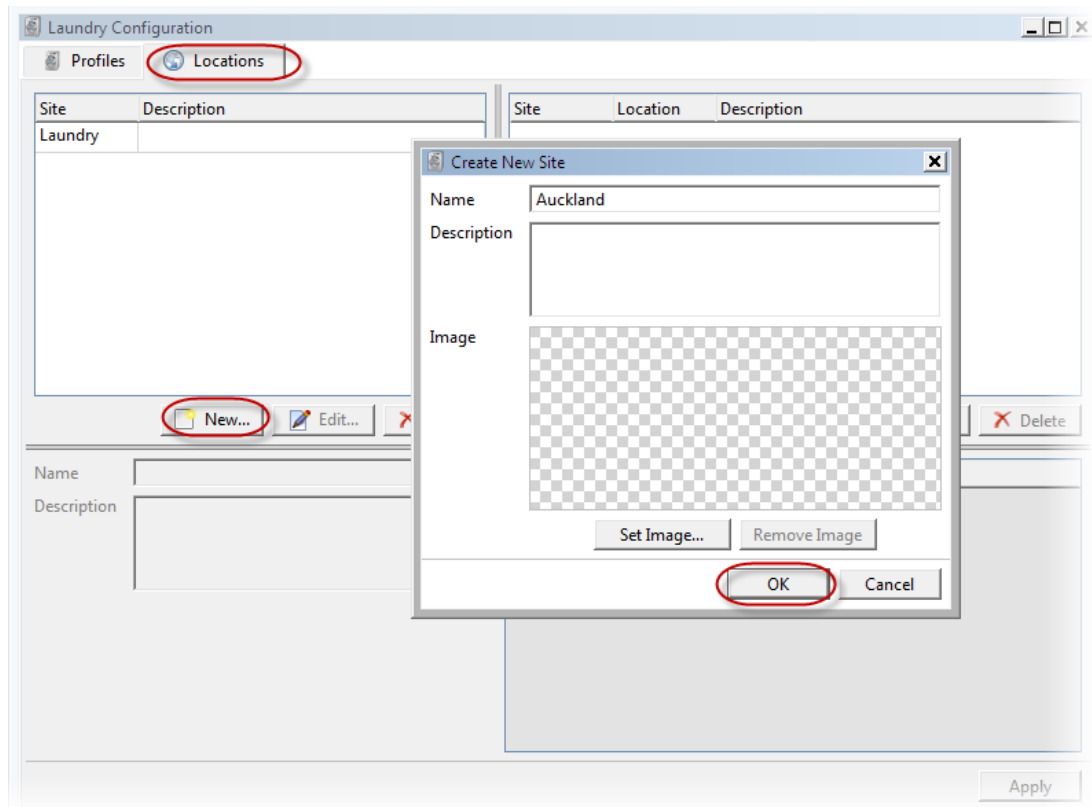 Laundry Configuration
Profiles Locations
Site Description Site Location Description
Laundry
Create New Site
Name Auckland
Description
Image
New... Edit... Delete
Name
Description
Set Image... Remove Image
OK Cancel
Apply